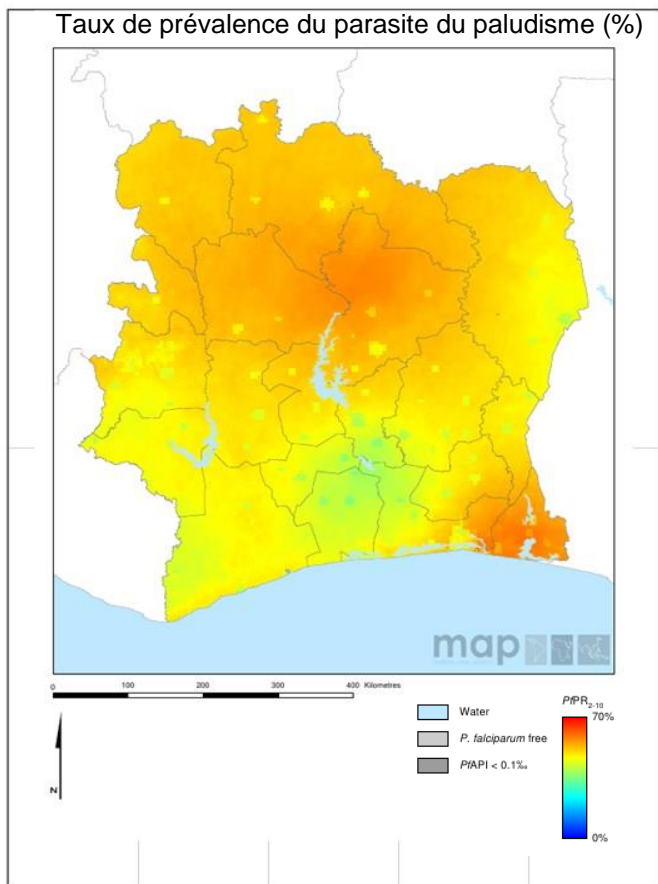 Taux de prévalence du parasite du paludisme (%)
map
0 100 200 300 400 Kilometres
N
Water
P. falciparum free
PfAPI < 0.1‰
PfPR2-10
70%
0%